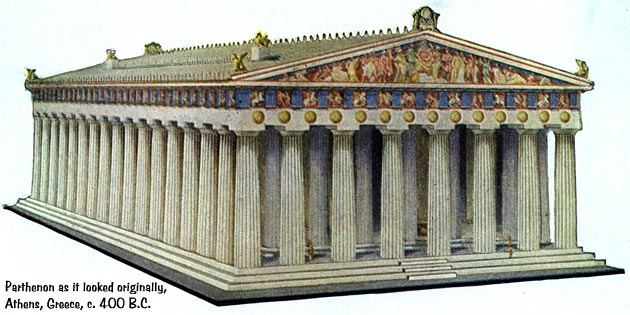 Parthenon as it looked originally,
Athens, Greece, c. 400 B.C.